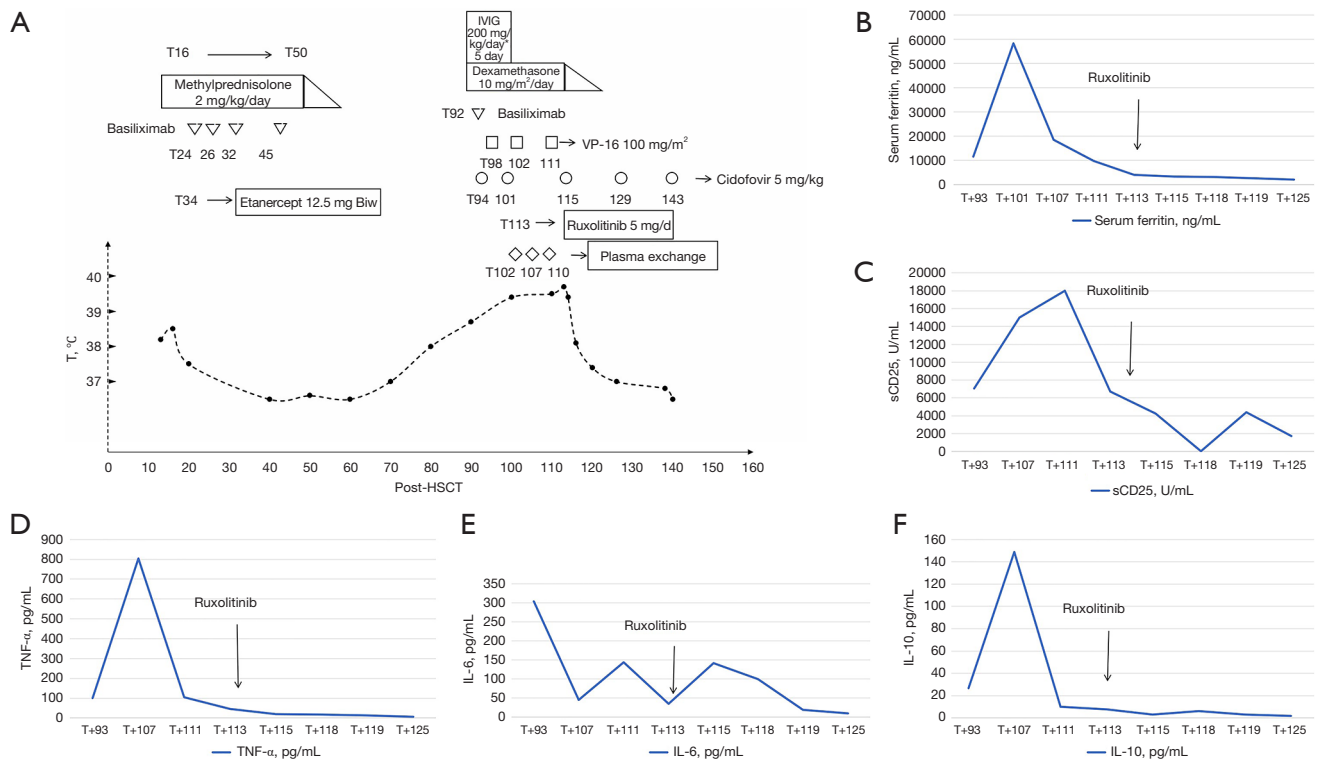 A
T16
T50
Methylprednisolone
2 mg/kg/day
Basiliximab
T24 26 32 45
T34
Etanercept 12.5 mg Biw
IVIG
200 mg/
kg/day*
5 day
Dexamethasone
10 mg/m²/day
T92
Basiliximab
VP-16 100 mg/m²
T98 102 111
Cidofovir 5 mg/kg
T94 101 115 129 143
T113
Ruxolitinib 5 mg/d
Plasma exchange
T102 107 110
40
39
38
37
T, °C
0 10 20 30 40 50 60 70 80 90 100 110 120 130 140 150 160
Post-HSCT
B
Serum ferritin, ng/mL
70000
60000
50000
40000
30000
20000
10000
0
Ruxolitinib
T+93 T+101 T+107 T+111 T+113 T+115 T+118 T+119 T+125
Serum ferritin, ng/mL
C
sCD25, U/mL
20000
18000
16000
14000
12000
10000
8000
6000
4000
2000
0
Ruxolitinib
T+93 T+107 T+111 T+113 T+115 T+118 T+119 T+125
sCD25, U/mL
D
TNF-α, pg/mL
900
800
700
600
500
400
300
200
100
0
Ruxolitinib
T+93 T+107 T+111 T+113 T+115 T+118 T+119 T+125
TNF-α, pg/mL
E
IL-6, pg/mL
350
300
250
200
150
100
50
0
Ruxolitinib
T+93 T+107 T+111 T+113 T+115 T+118 T+119 T+125
IL-6, pg/mL
F
IL-10, pg/mL
160
140
120
100
80
60
40
20
0
Ruxolitinib
T+93 T+107 T+111 T+113 T+115 T+118 T+119 T+125
IL-10, pg/mL